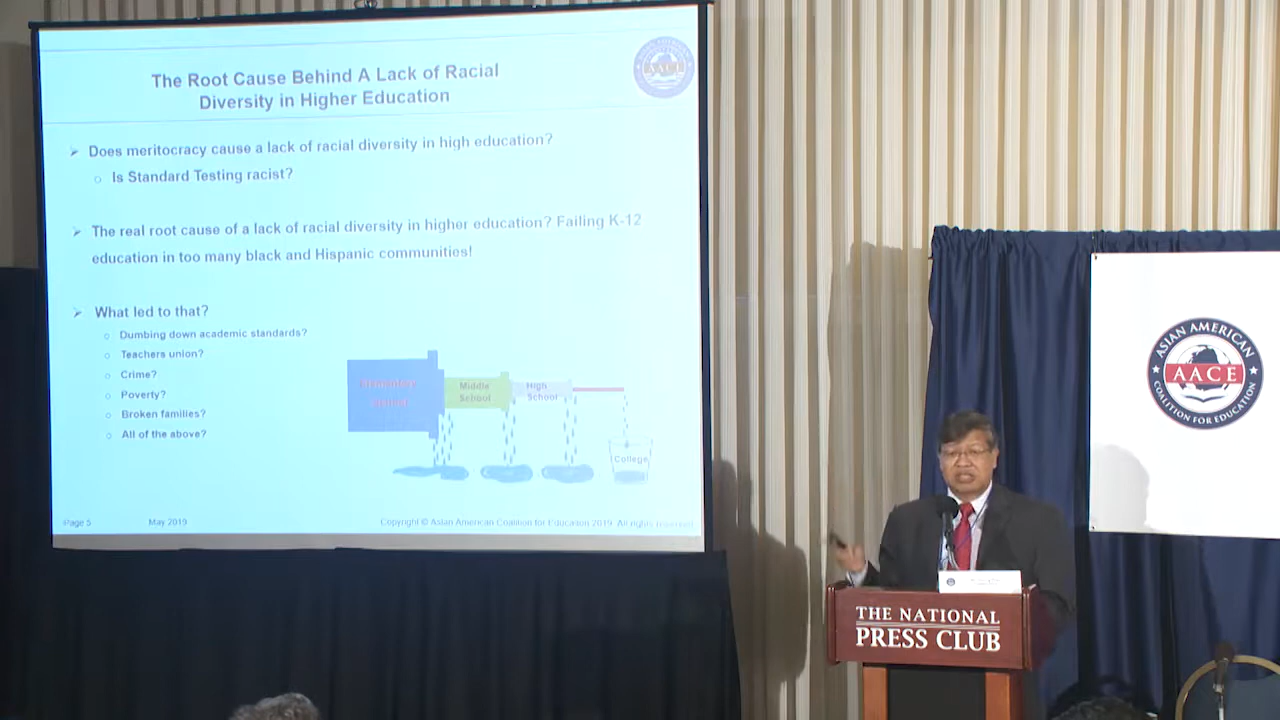 The Root Cause Behind A Lack of Racial
Diversity in Higher Education
AACE
Does meritocracy cause a lack of racial diversity in high education?
Is Standard Testing racist?
The real root cause of a lack of racial diversity in higher education? Failing K-12
education in too many black and Hispanic communities!
What led to that?
Dumbing down academic standards?
Teachers union?
Crime?
Poverty?
Broken families?
All of the above?
Elementary
School
Middle
School
High
School
College
Page 5
May 2019
Copyright © Asian American Coalition for Education 2019. All rights reserved
ASIAN AMERICAN
AACE
COALITION FOR EDUCATION
THE NATIONAL
PRESS CLUB